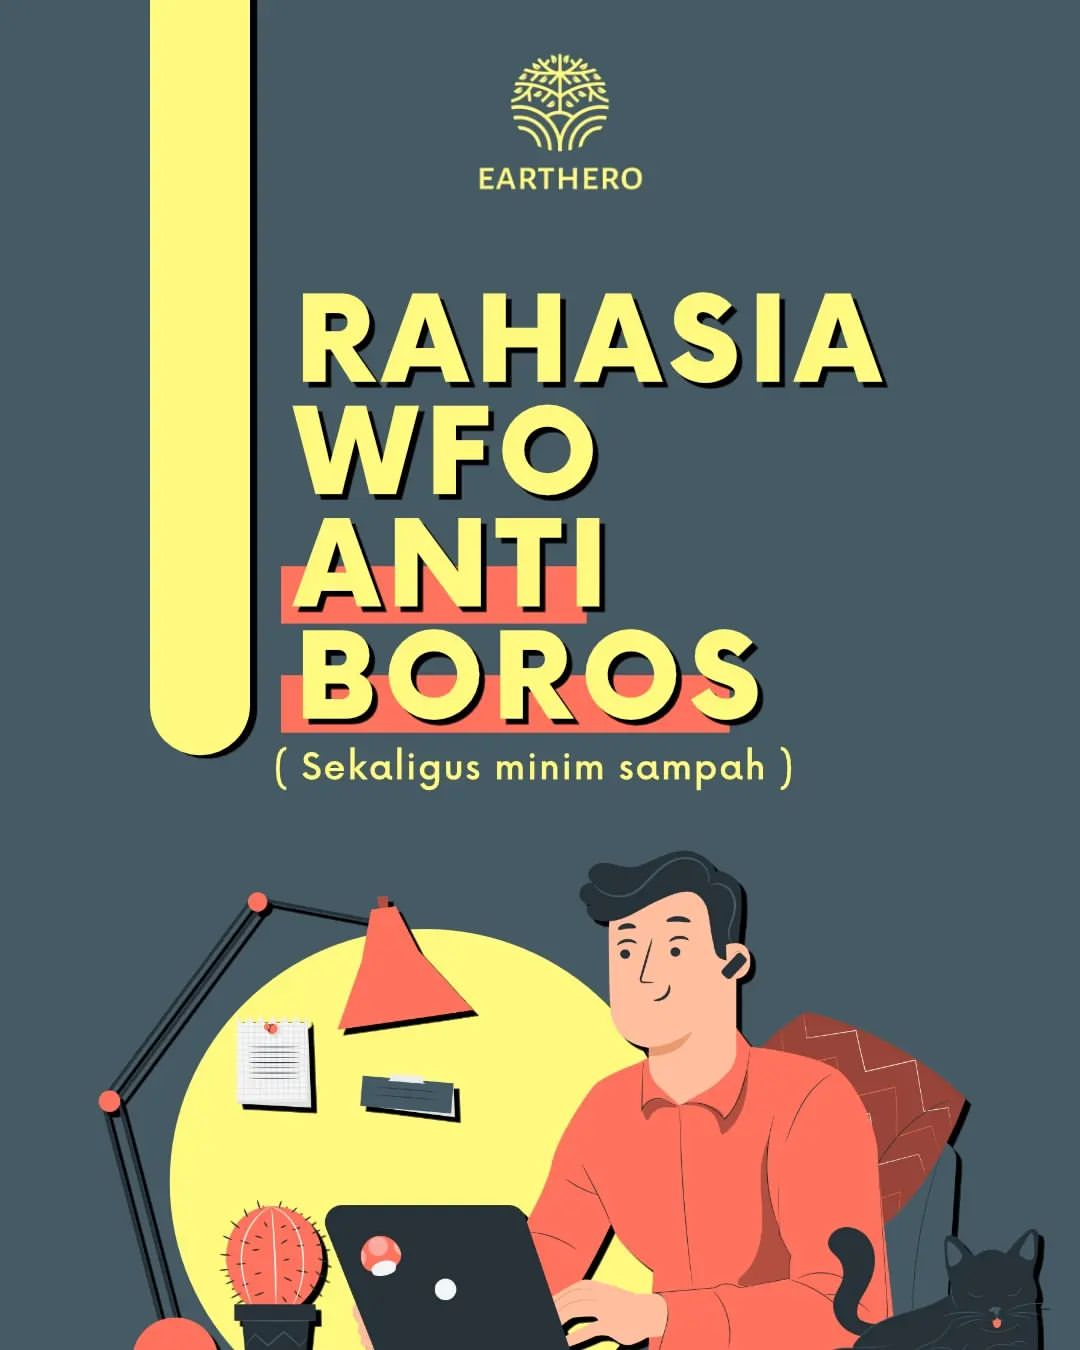 EARTHERO
RAHASIA
WFO
ANTI
BOROS
( Sekaligus minim sampah )